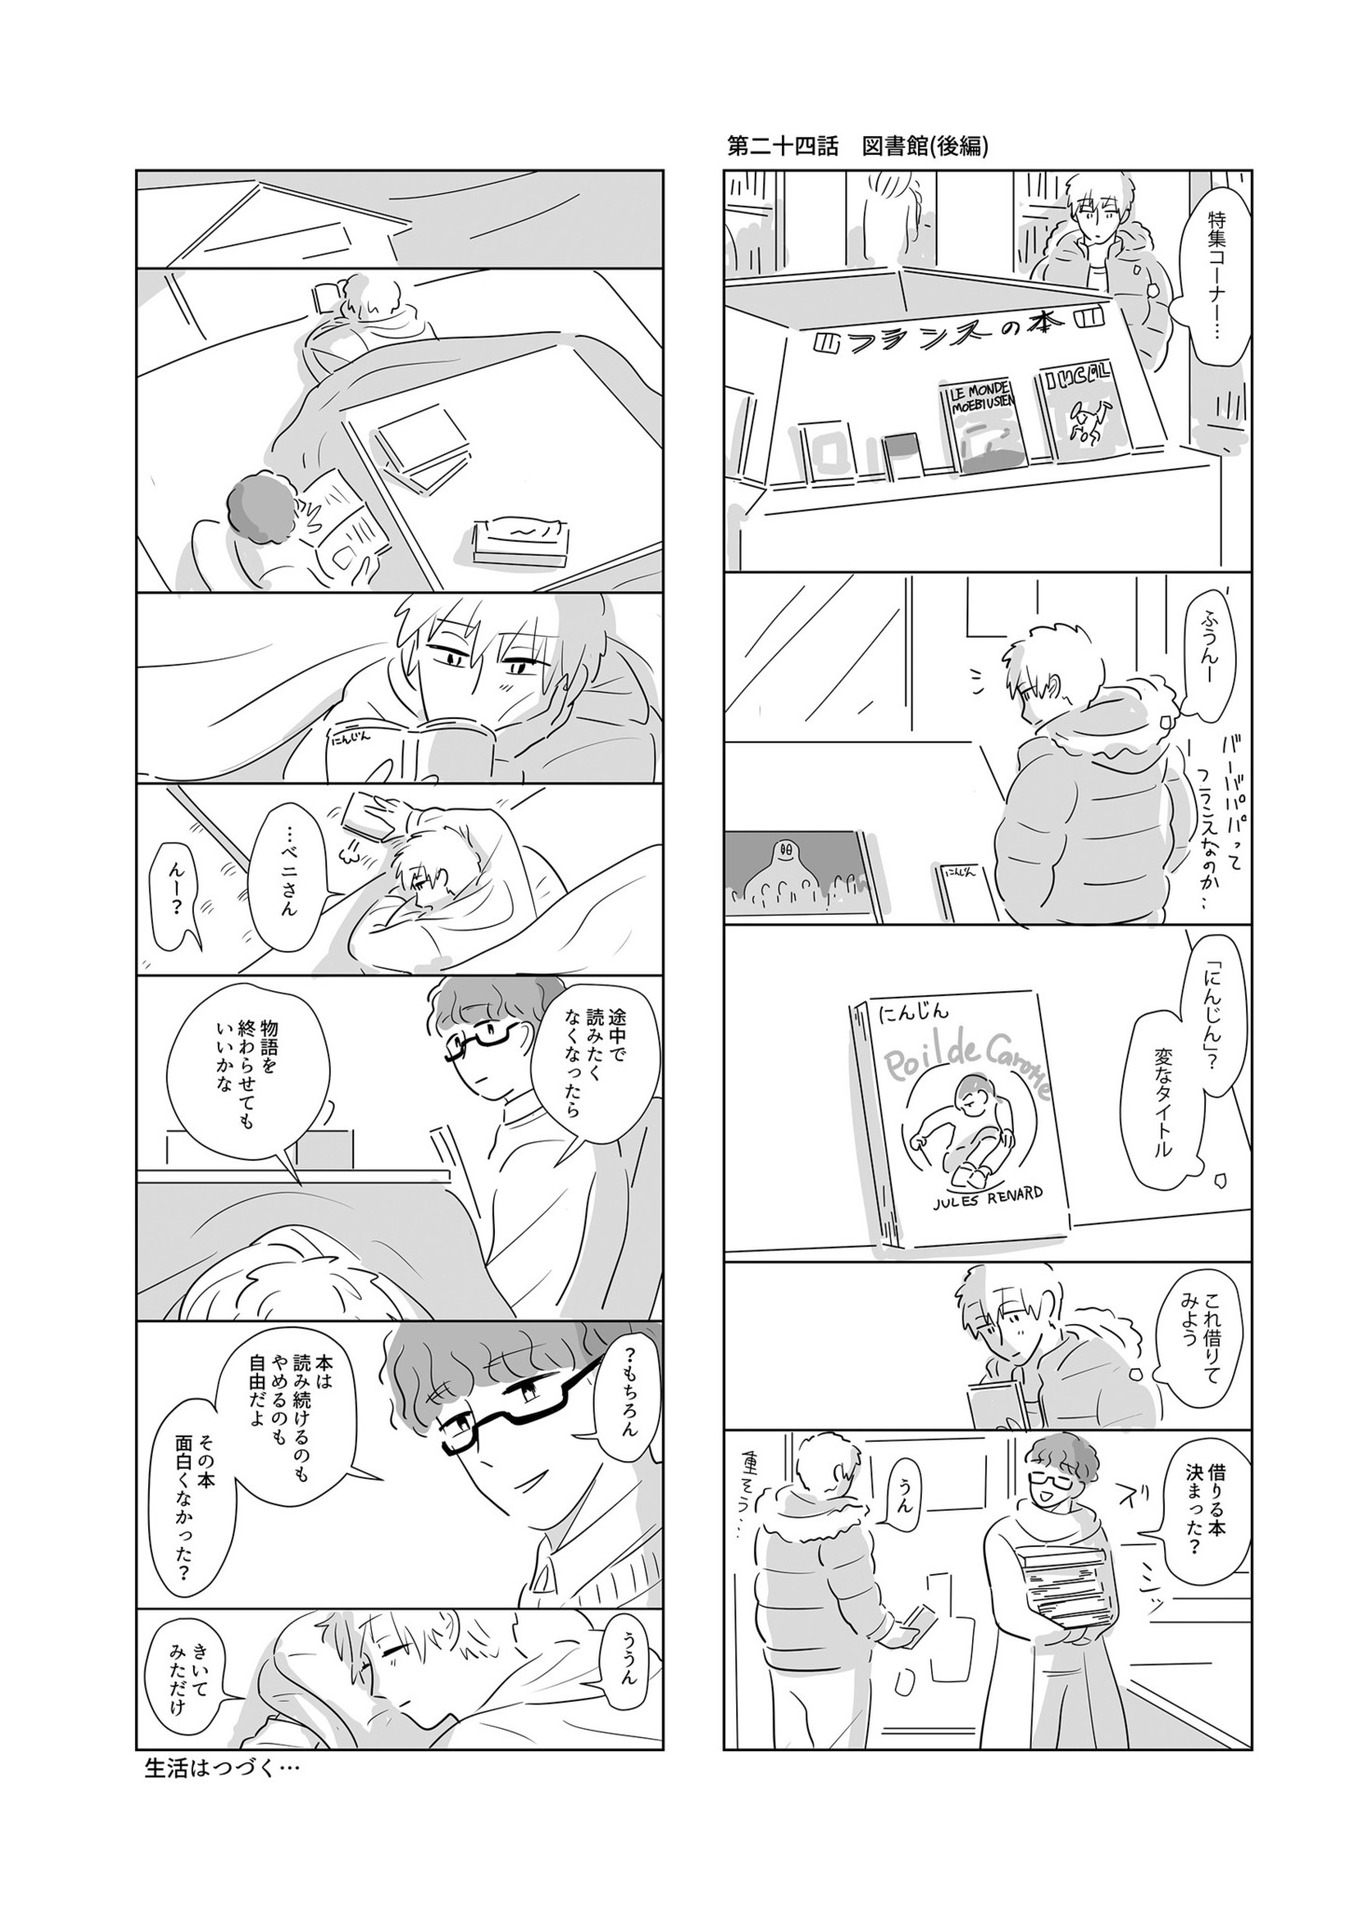 第二十四話　図書館(後編)
特集コーナー…
フランスの本
LE MONDE
MOEBIUSIEN
INCAL
ふうんー
バーバパパって
フランスなのか…
にんじん
「にんじん」?
変なタイトル
にんじん
Poil de Carotte
JULES RENARD
これ借りて
みよう
借りる本
決まった?
ズ
シ
うん
重そう…
にんじん
…ベニさん
んー?
途中で
読みたく
なくなったら
物語を
終わらせても
いいかな
?もちろん
本は
読み続けるのも
やめるのも
自由だよ
その本
面白くなかった?
ううん
きいて
みただけ
生活はつづく…